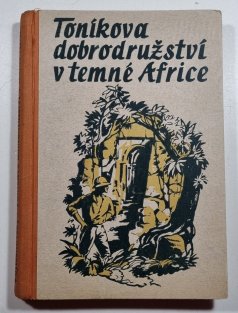 Toníkova
dobrodružství
v temné Africe